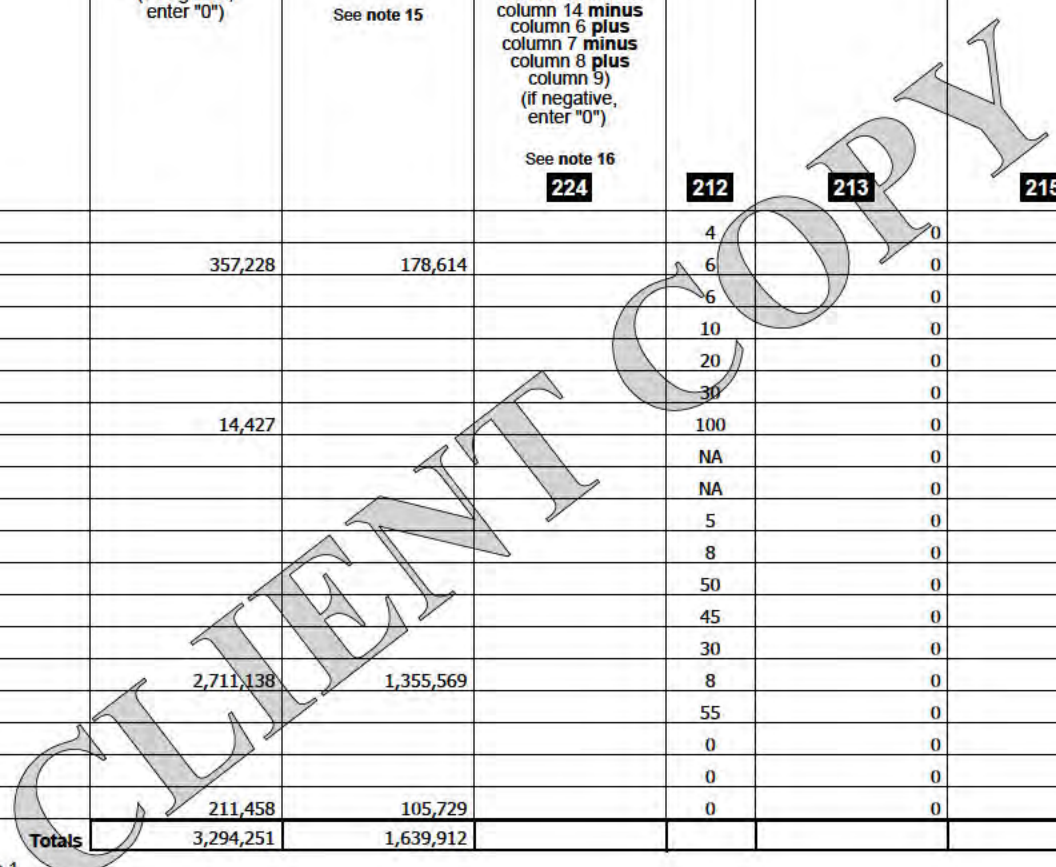 enter "0")
See note 15
column 14 minus
column 6 plus
column 7 minus
column 8 plus
column 9)
(if negative,
enter "0")
See note 16
224 212 213 215
4 0
357,228 178,614 6 0
6 0
10 0
20 0
30 0
14,427 100 0
NA 0
NA 0
5 0
8 0
50 0
45 0
30 0
2,711,138 1,355,569 8 0
55 0
0 0
0 0
211,458 105,729 0 0
Totals 3,294,251 1,639,912
CLIENT COPY